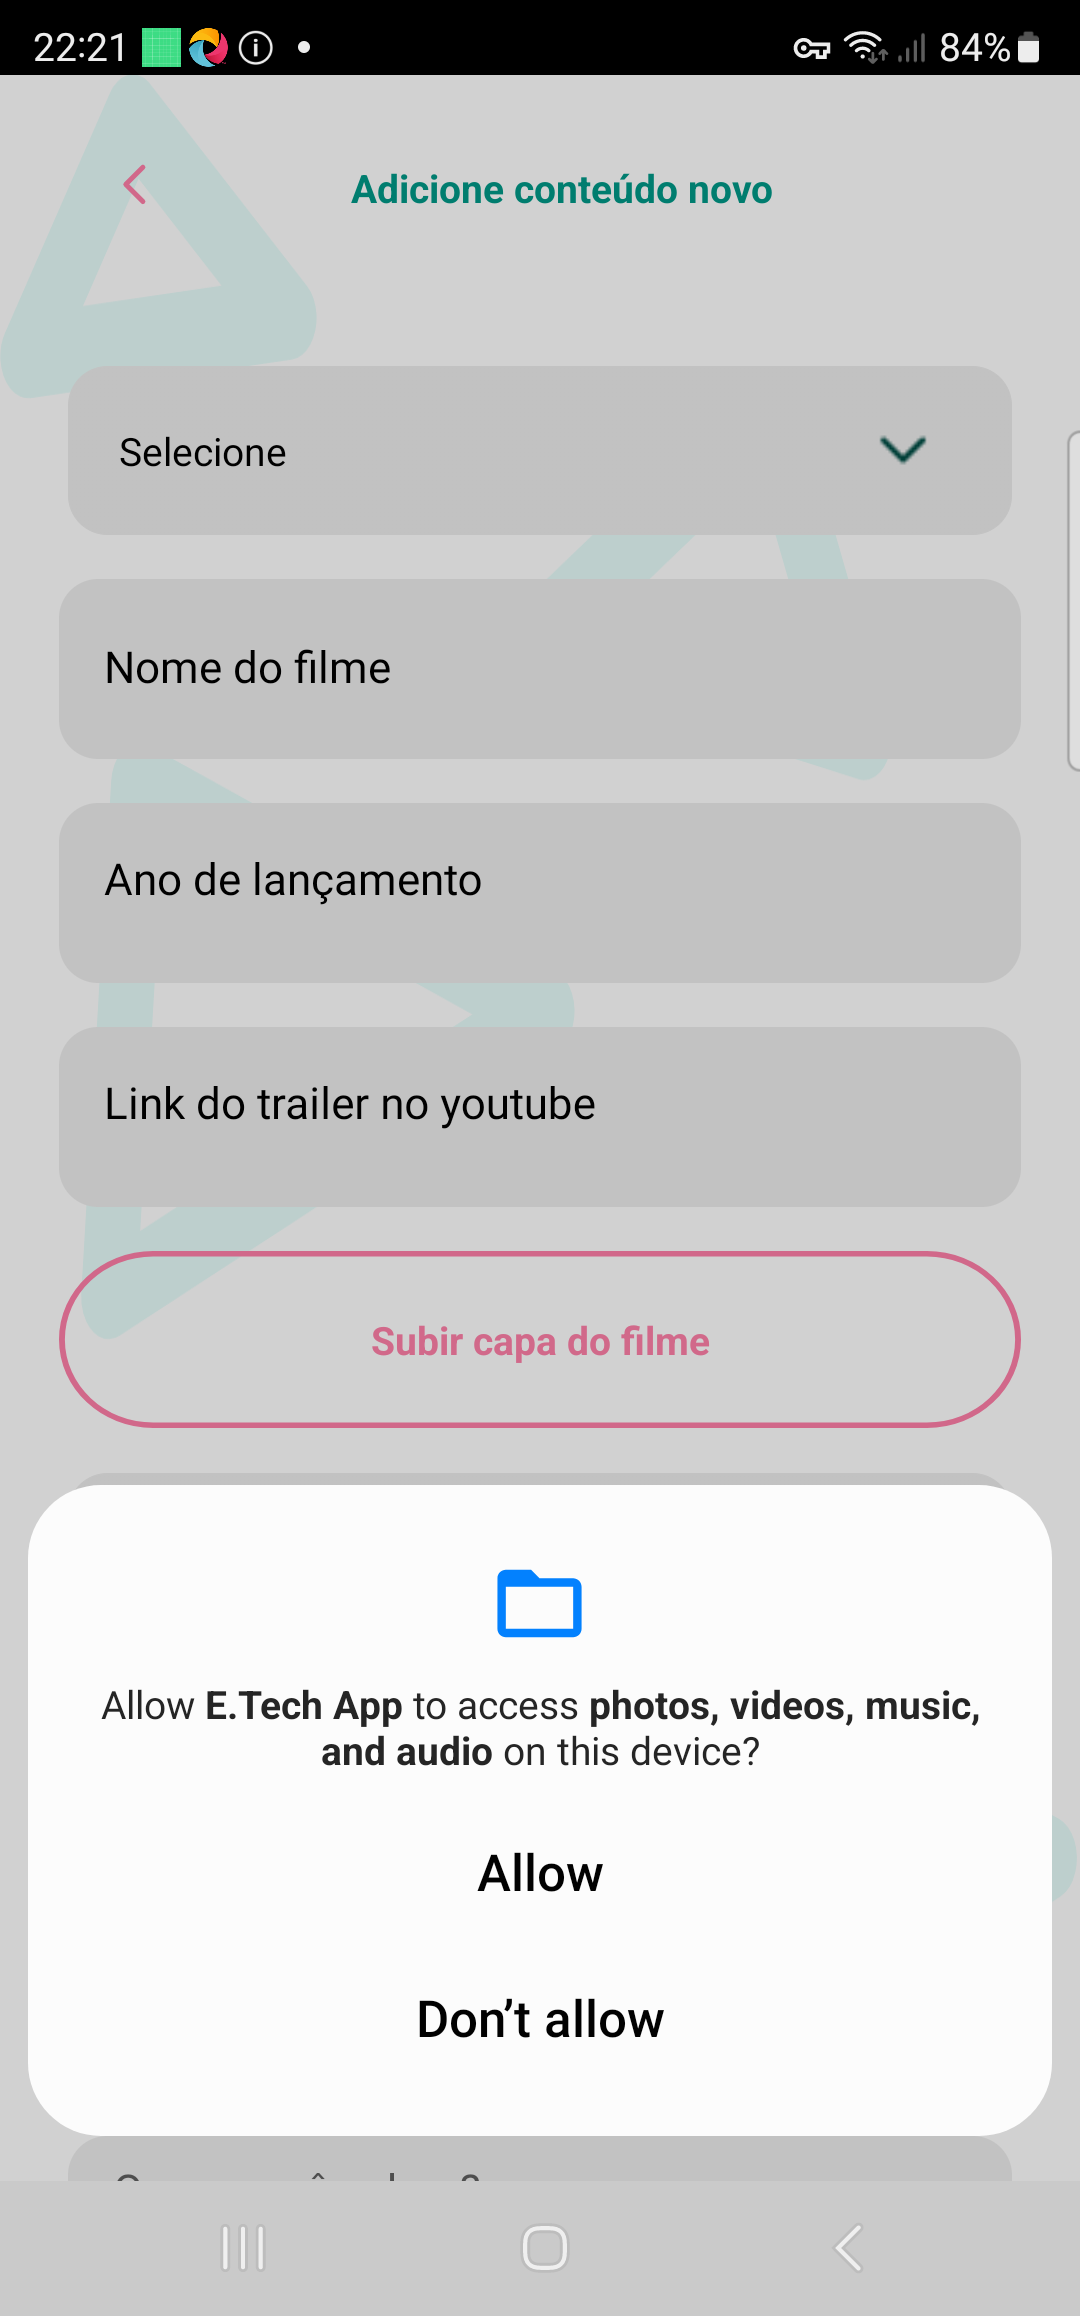 22:21
84%
Adicione conteúdo novo
Selecione
Nome do filme
Ano de lançamento
Link do trailer no youtube
Subir capa do filme
Allow E.Tech App to access photos, videos, music,
and audio on this device?
Allow
Don't allow